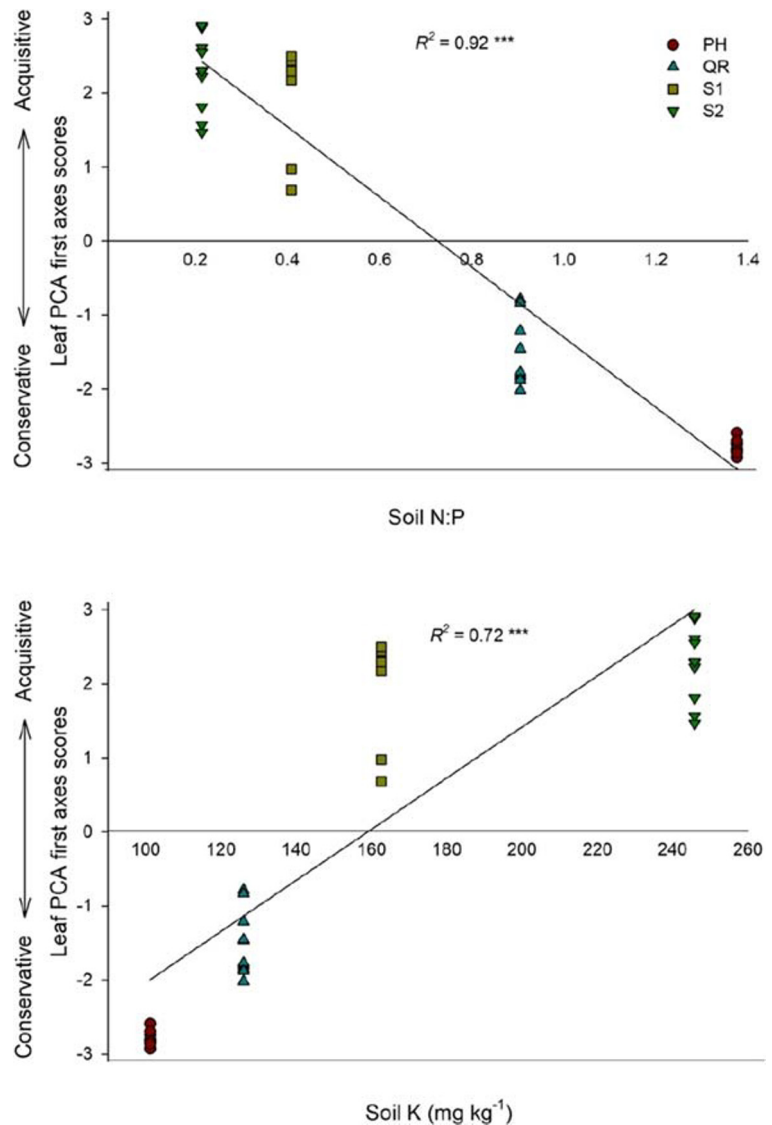 R² = 0.92 ***
PH
QR
S1
S2
Conservative Acquisitive
Leaf PCA first axes scores
3
2
1
0
-1
-2
-3
0.2 0.4 0.6 0.8 1.0 1.2 1.4
Soil N:P
R² = 0.72 ***
Conservative Acquisitive
Leaf PCA first axes scores
3
2
1
0
-1
-2
-3
100 120 140 160 180 200 220 240 260
Soil K (mg kg⁻¹)